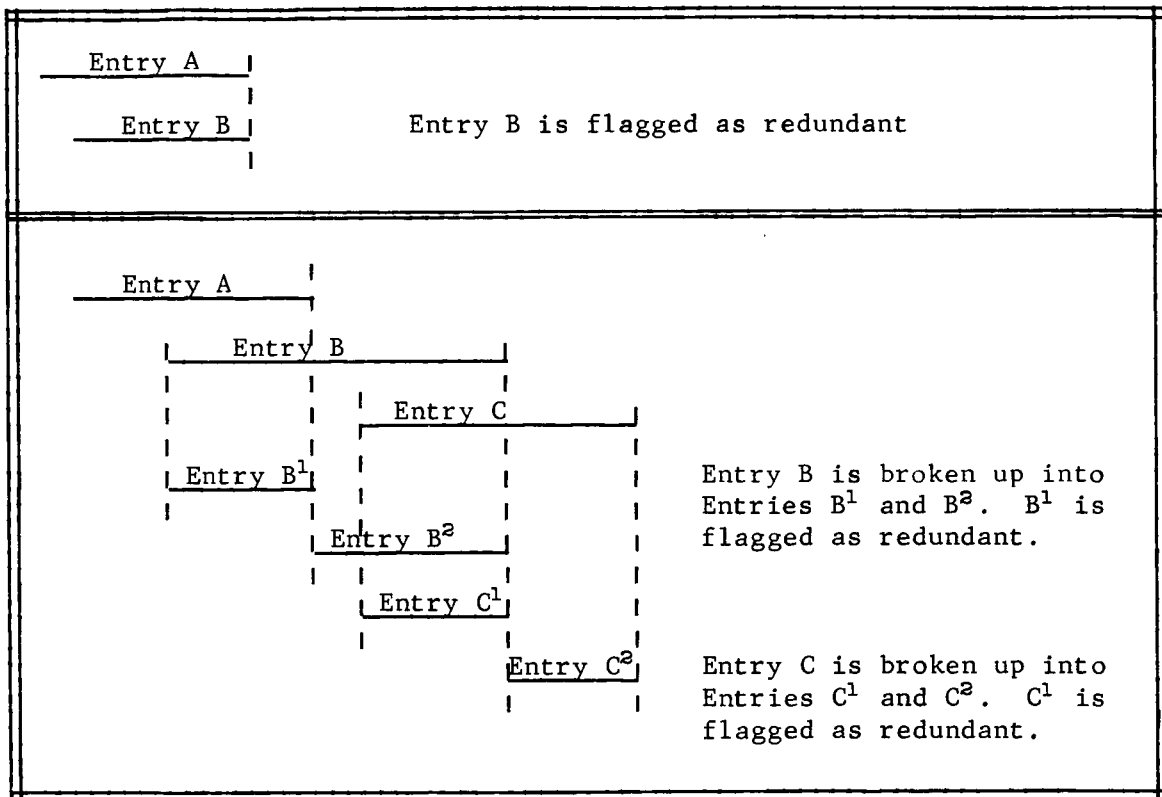 Entry A
Entry B
Entry B is flagged as redundant
Entry A
Entry B
Entry C
Entry B¹
Entry B is broken up into
Entries B¹ and B². B¹ is
flagged as redundant.
Entry B²
Entry C¹
Entry C²
Entry C is broken up into
Entries C¹ and C². C¹ is
flagged as redundant.